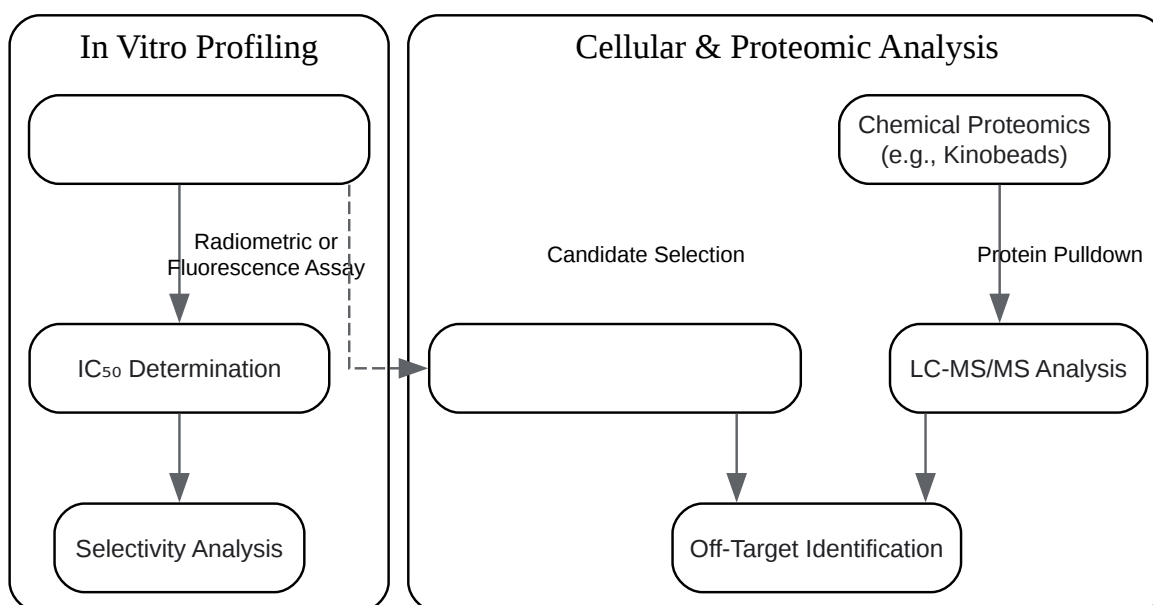 In Vitro Profiling
Cellular & Proteomic Analysis
Chemical Proteomics
(e.g., Kinobeads)
Radiometric or
Fluorescence Assay
Candidate Selection
Protein Pulldown
IC₅₀ Determination
LC-MS/MS Analysis
Selectivity Analysis
Off-Target Identification